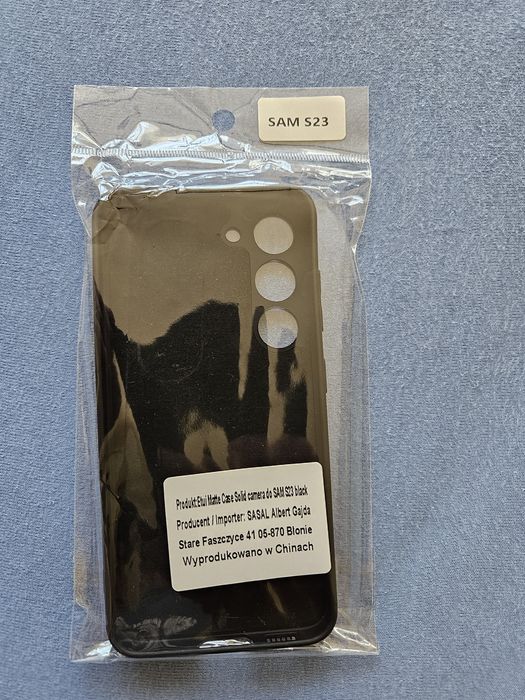 SAM S23
Produkt:Etui Matte Case Solid camera do SAM S23 black
Producent / Importer: SASAL Albert Gajda
Stare Faszczyce 41 05-870 Błonie
Wyprodukowano w Chinach